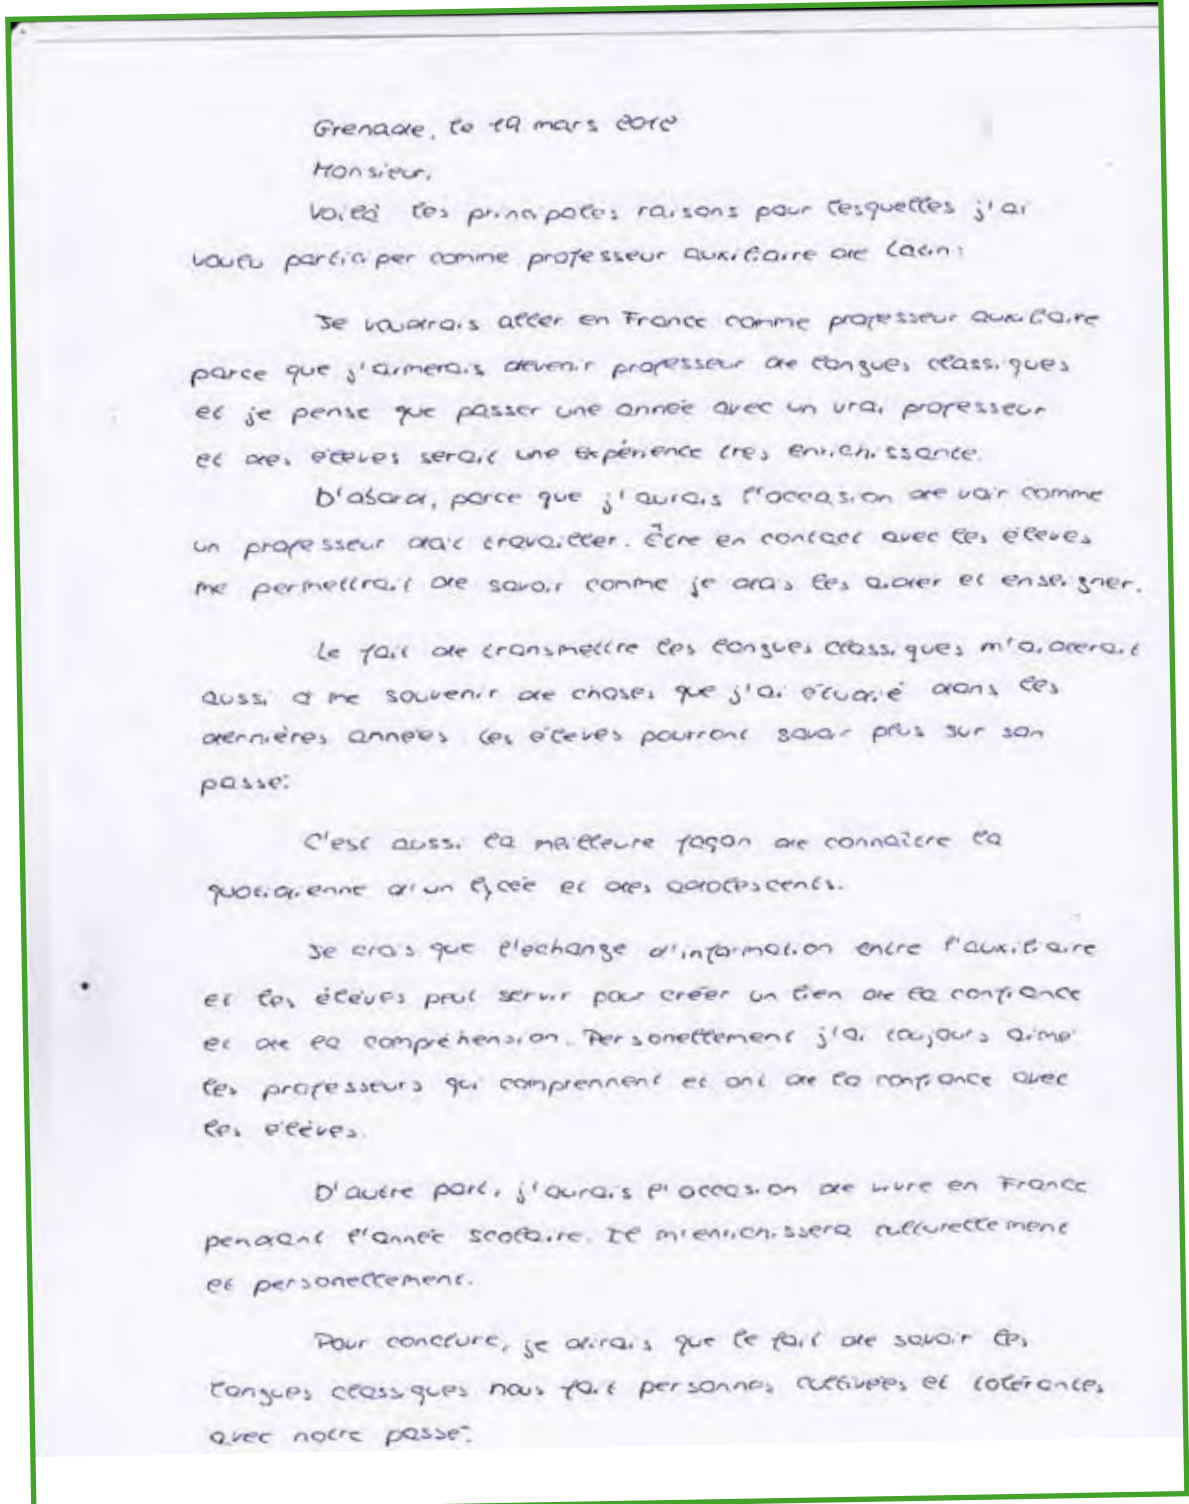 Grenade, le 19 mars 2012
Monsieur,
Voilà les principales raisons pour lesquelles j'ai
voulu participer comme professeur auxiliaire de latin:
Je voudrais aller en France comme professeur auxiliaire
parce que j'aimerais devenir professeur de langues classiques
et je pense que passer une année avec un vrai professeur
et des élèves serait une expérience très enrichissante.
D'abord, parce que j'aurais l'occasion de voir comme
un professeur doit travailler. Être en contact avec les élèves
me permettrait de savoir comme je dois les aider et enseigner.
Le fait de transmettre les langues classiques m'aiderait
aussi à me souvenir de choses que j'ai étudié dans les
dernières années les élèves pourront savoir plus sur son
passé.
C'est aussi la meilleure façon de connaître la
quotidienne d'un lycée et des adolescents.
Je crois que l'échange d'information entre l'auxiliaire
et les élèves peut servir pour créer un lien de la confiance
et de la compréhension. Personellement j'ai toujours aimé
les professeurs qui comprennent et ont de la confiance avec
les élèves.
D'autre part, j'aurais l'occasion de vivre en France
pendant l'année scolaire. Il m'enrichissera culturellement
et personellement.
Pour conclure, je dirais que le fait de savoir les
langues classiques nous fait personnes cultivées et tolérantes
avec notre passé.